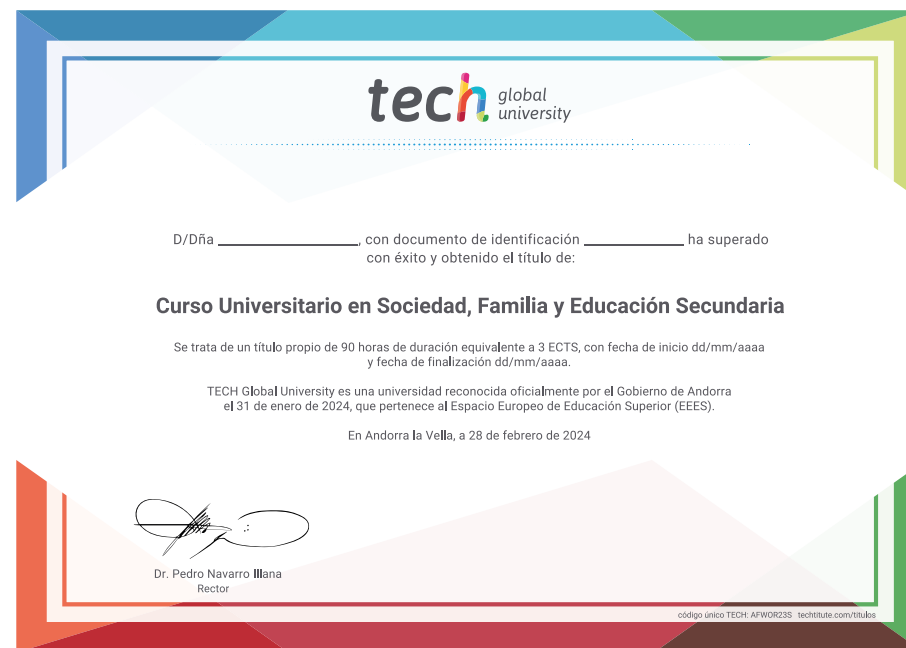 tech global university
D/Dña ____________________, con documento de identificación ______________ ha superado
con éxito y obtenido el título de:
Curso Universitario en Sociedad, Familia y Educación Secundaria
Se trata de un título propio de 90 horas de duración equivalente a 3 ECTS, con fecha de inicio dd/mm/aaaa
y fecha de finalización dd/mm/aaaa.
TECH Global University es una universidad reconocida oficialmente por el Gobierno de Andorra
el 31 de enero de 2024, que pertenece al Espacio Europeo de Educación Superior (EEES).
En Andorra la Vella, a 28 de febrero de 2024
Dr. Pedro Navarro Illana
Rector
código único TECH: AFWOR23S techtitute.com/titulos